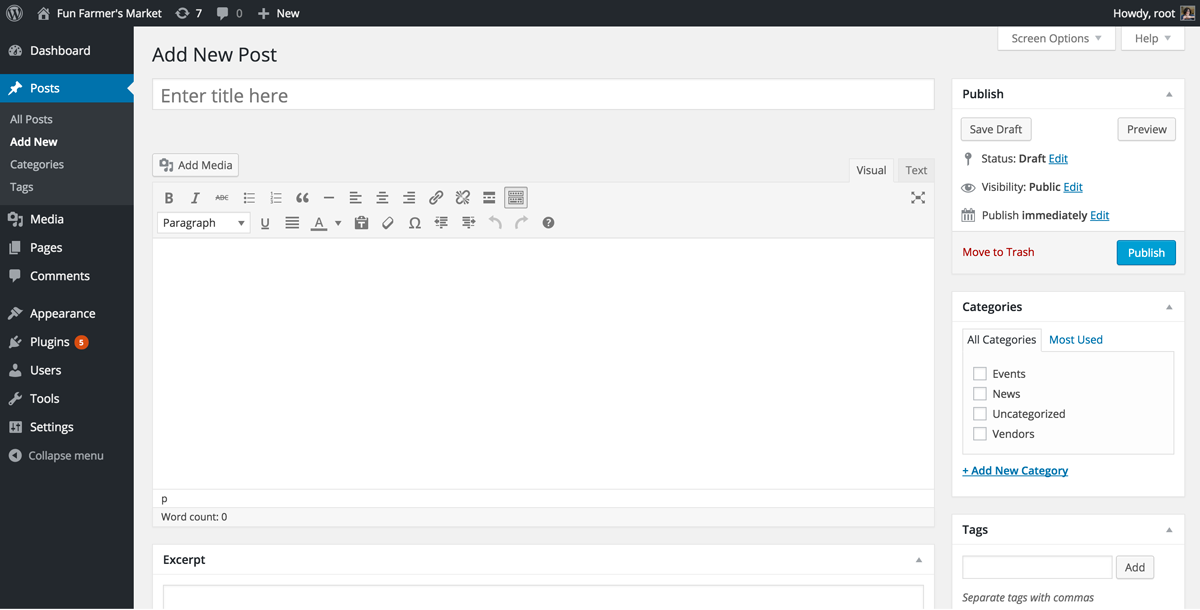 Fun Farmer's Market 7 0 New Howdy, root
Screen Options Help
Dashboard
Posts
All Posts
Add New
Categories
Tags
Media
Pages
Comments
Appearance
Plugins 5
Users
Tools
Settings
Collapse menu
Add New Post
Enter title here
Add Media
Visual Text
B I ABC
Paragraph U A Ω
p
Word count: 0
Excerpt
Publish
Save Draft Preview
Status: Draft Edit
Visibility: Public Edit
Publish immediately Edit
Move to Trash Publish
Categories
All Categories Most Used
Events
News
Uncategorized
Vendors
+ Add New Category
Tags
Add
Separate tags with commas